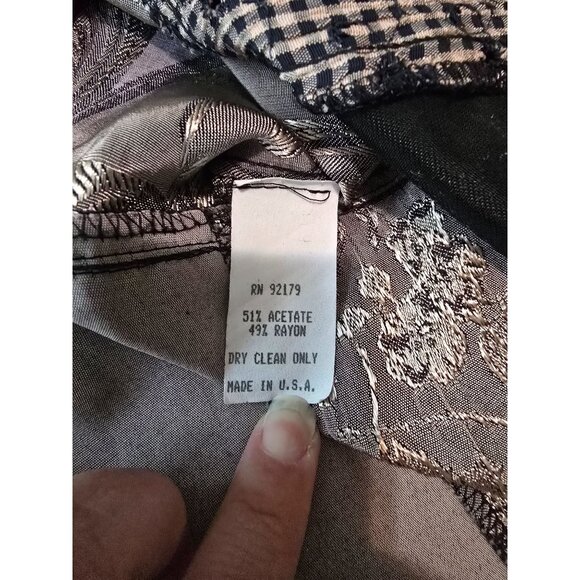 RN 92179
51% ACETATE
49% RAYON
DRY CLEAN ONLY
MADE IN U.S.A.